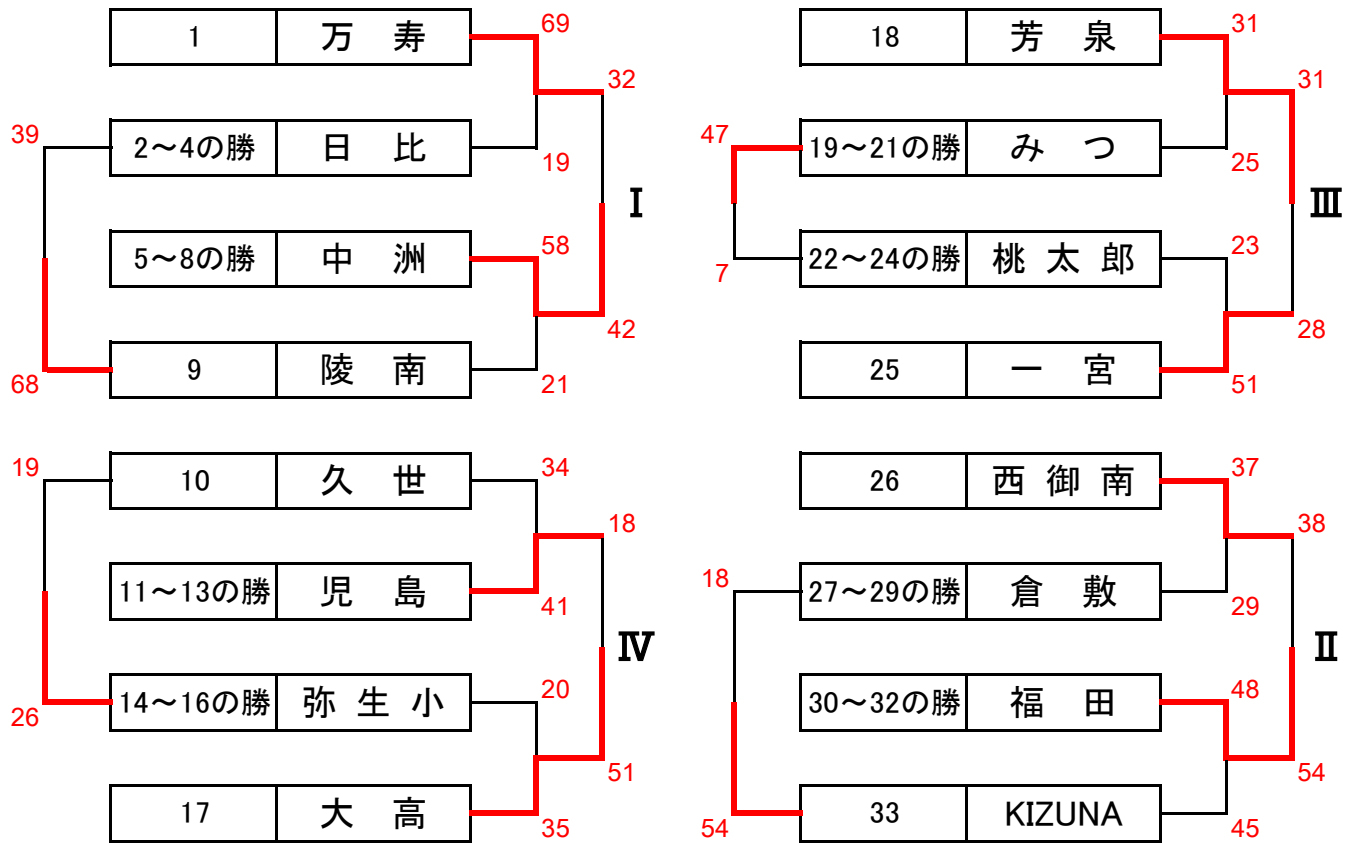 69
1 万 寿
32
39
2～4の勝 日 比
19
Ⅰ
5～8の勝 中 洲
58
42
68
9 陵 南
21
19
10 久 世
34
18
11～13の勝 児 島
41
Ⅳ
14～16の勝 弥 生 小
20
26
51
17 大 高
35
31
18 芳 泉
31
47
19～21の勝 み つ
25
Ⅲ
22～24の勝 桃 太 郎
23
7
28
25 一 宮
51
37
26 西 御 南
38
18
27～29の勝 倉 敷
29
Ⅱ
30～32の勝 福 田
48
54
54
33 KIZUNA
45